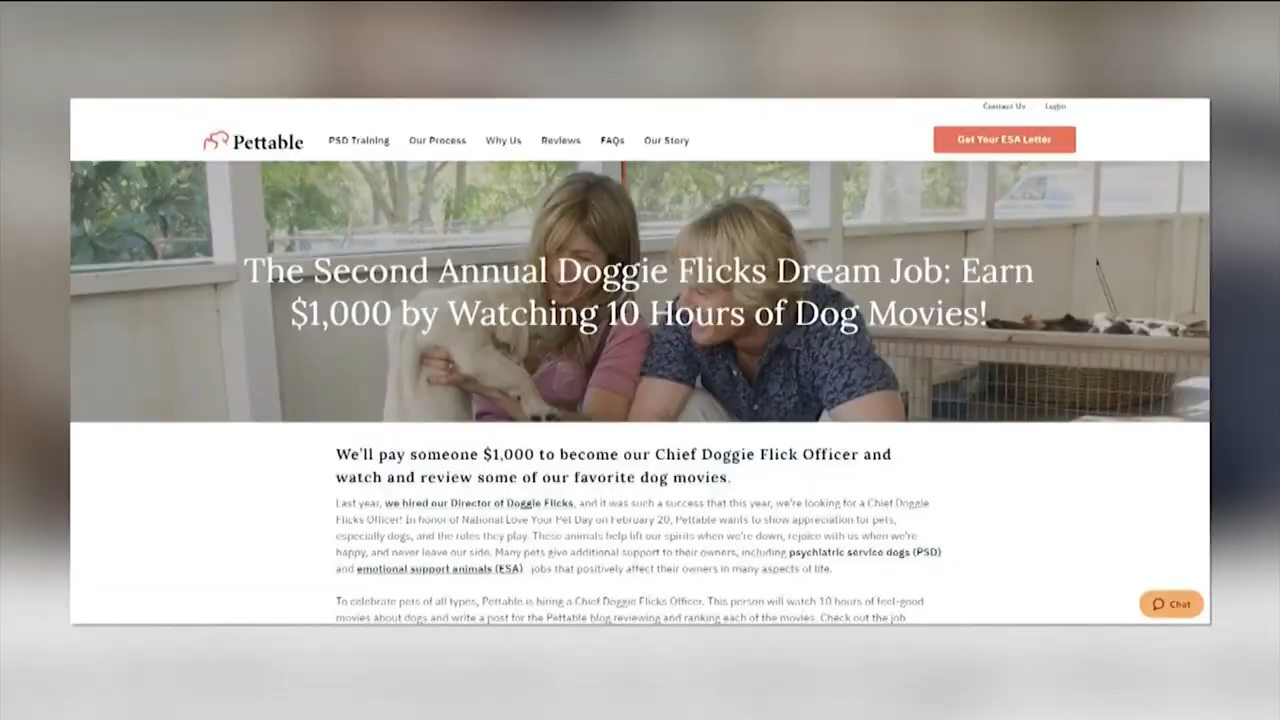 Contact Us Login
Pettable PSD Training Our Process Why Us Reviews FAQs Our Story Get Your ESA Letter
The Second Annual Doggie Flicks Dream Job: Earn
$1,000 by Watching 10 Hours of Dog Movies!
We'll pay someone $1,000 to become our Chief Doggie Flick Officer and
watch and review some of our favorite dog movies.
Last year, we hired our Director of Doggie Flicks, and it was such a success that this year, we're looking for a Chief Doggie
Flicks Officer! In honor of National Love Your Pet Day on February 20, Pettable wants to show appreciation for pets,
especially dogs, and the roles they play. These animals help lift our spirits when we're down, rejoice with us when we're
happy, and never leave our side. Many pets give additional support to their owners, including psychiatric service dogs (PSD)
and emotional support animals (ESA) jobs that positively affect their owners in many aspects of life.
To celebrate pets of all types, Pettable is hiring a Chief Doggie Flicks Officer. This person will watch 10 hours of feel-good
movies about dogs and write a post for the Pettable blog reviewing and ranking each of the movies. Check out the job
Chat